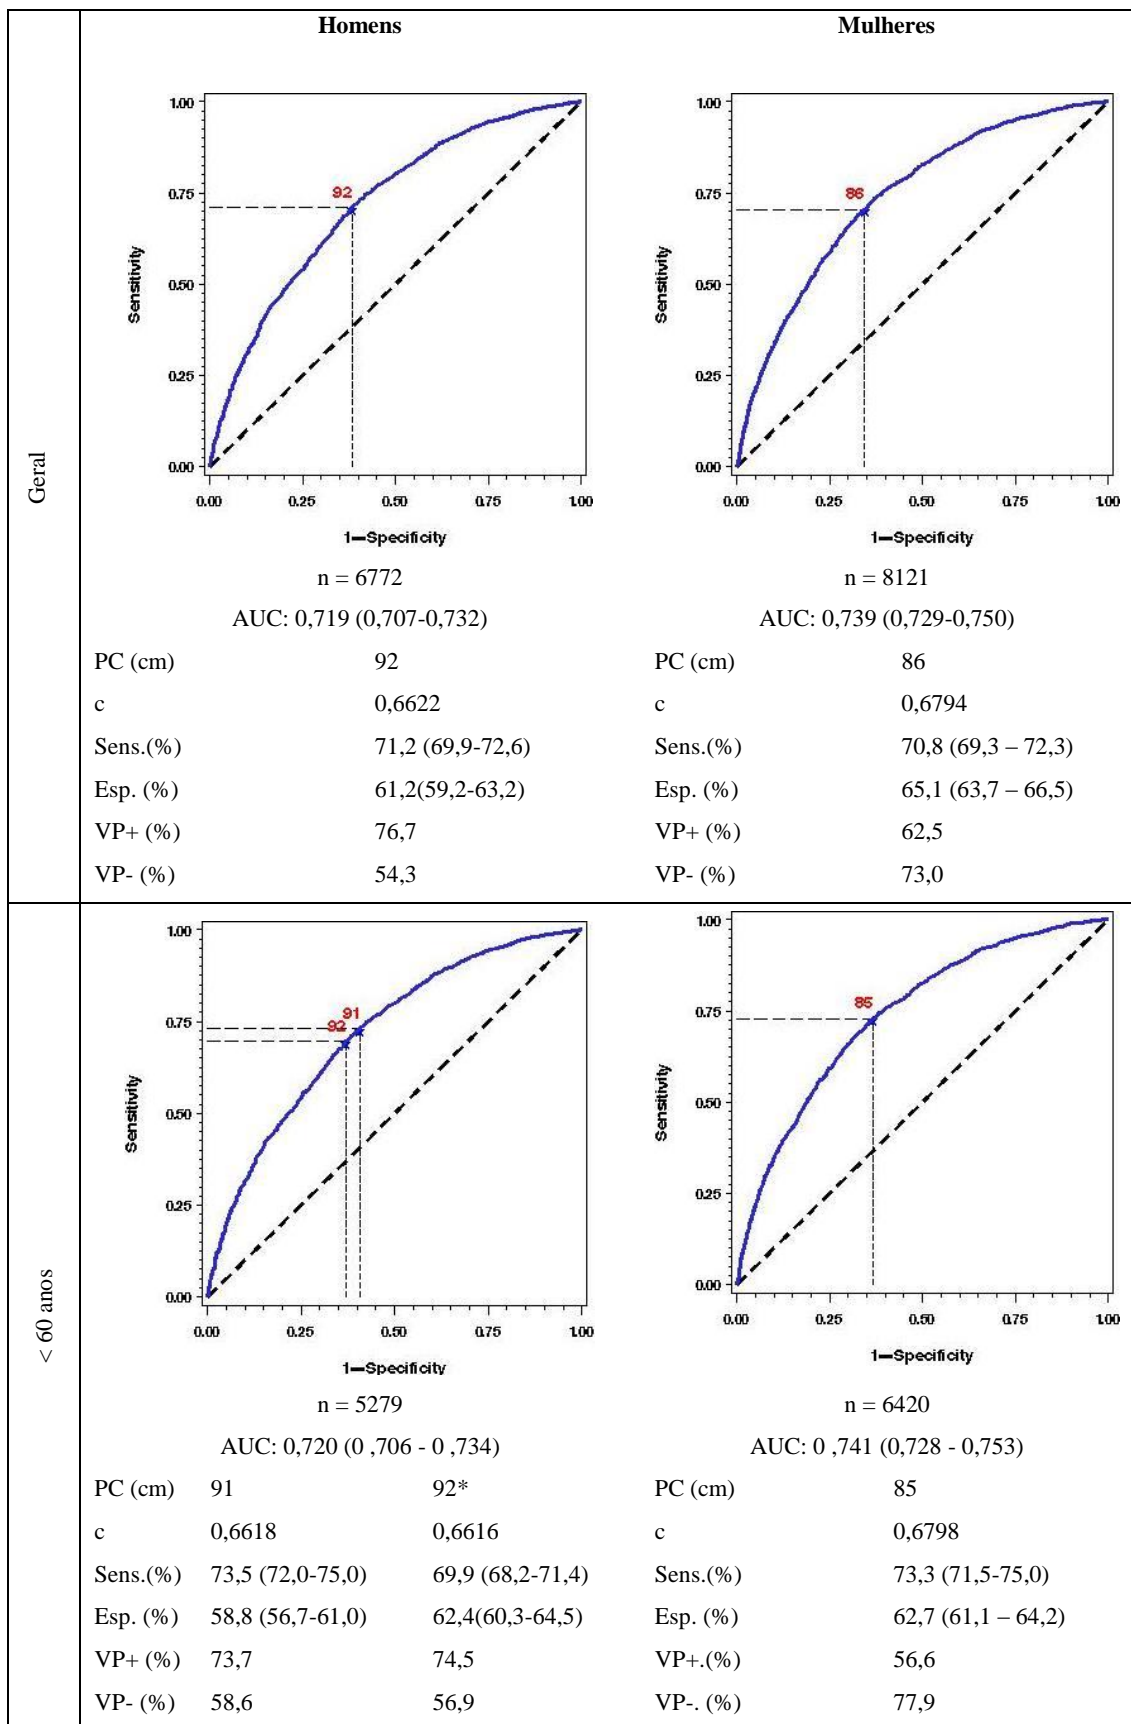 Homens Mulheres
Geral
1.00
0.75
0.50
0.25
0.00
Sensitivity
92
0.00 0.25 0.50 0.75 1.00
1-Specificity
1.00
0.75
0.50
0.25
0.00
Sensitivity
86
0.00 0.25 0.50 0.75 1.00
1-Specificity
n = 6772 n = 8121
AUC: 0,719 (0,707-0,732) AUC: 0,739 (0,729-0,750)
PC (cm) 92 PC (cm) 86
c 0,6622 c 0,6794
Sens.(%) 71,2 (69,9-72,6) Sens.(%) 70,8 (69,3 – 72,3)
Esp. (%) 61,2(59,2-63,2) Esp. (%) 65,1 (63,7 – 66,5)
VP+ (%) 76,7 VP+ (%) 62,5
VP- (%) 54,3 VP- (%) 73,0
< 60 anos
1.00
0.75
0.50
0.25
0.00
Sensitivity
91
92
0.00 0.25 0.50 0.75 1.00
1-Specificity
1.00
0.75
0.50
0.25
0.00
Sensitivity
85
0.00 0.25 0.50 0.75 1.00
1-Specificity
n = 5279 n = 6420
AUC: 0,720 (0 ,706 - 0 ,734) AUC: 0 ,741 (0,728 - 0,753)
PC (cm) 91 92* PC (cm) 85
c 0,6618 0,6616 c 0,6798
Sens.(%) 73,5 (72,0-75,0) 69,9 (68,2-71,4) Sens.(%) 73,3 (71,5-75,0)
Esp. (%) 58,8 (56,7-61,0) 62,4(60,3-64,5) Esp. (%) 62,7 (61,1 – 64,2)
VP+ (%) 73,7 74,5 VP+.(%) 56,6
VP- (%) 58,6 56,9 VP-. (%) 77,9